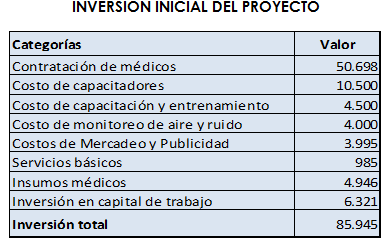 INVERSION INICIAL DEL PROYECTO
Categorías Valor
Contratación de médicos 50.698
Costo de capacitadores 10.500
Costo de capacitación y entrenamiento 4.500
Costo de monitoreo de aire y ruido 4.000
Costos de Mercadeo y Publicidad 3.995
Servicios básicos 985
Insumos médicos 4.946
Inversión en capital de trabajo 6.321
Inversión total 85.945